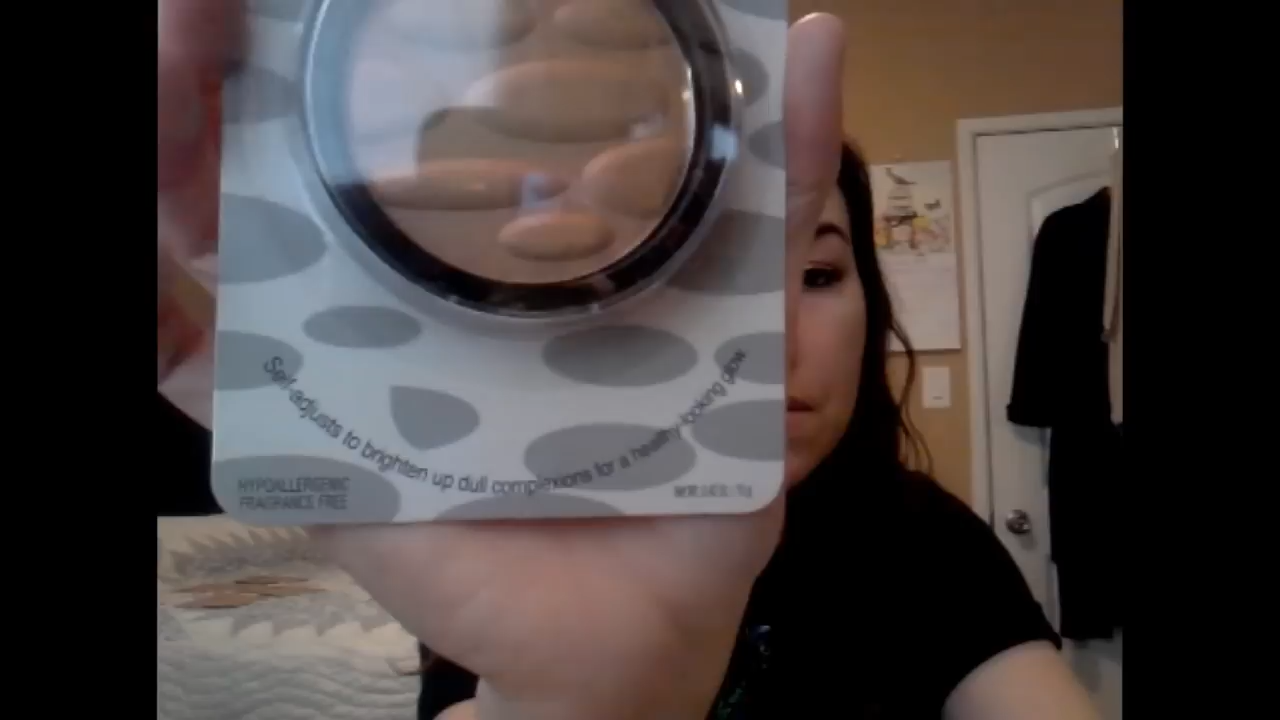 Self-adjusts to brighten up dull complexions for a healthy-looking glow
HYPOALLERGENIC
FRAGRANCE FREE